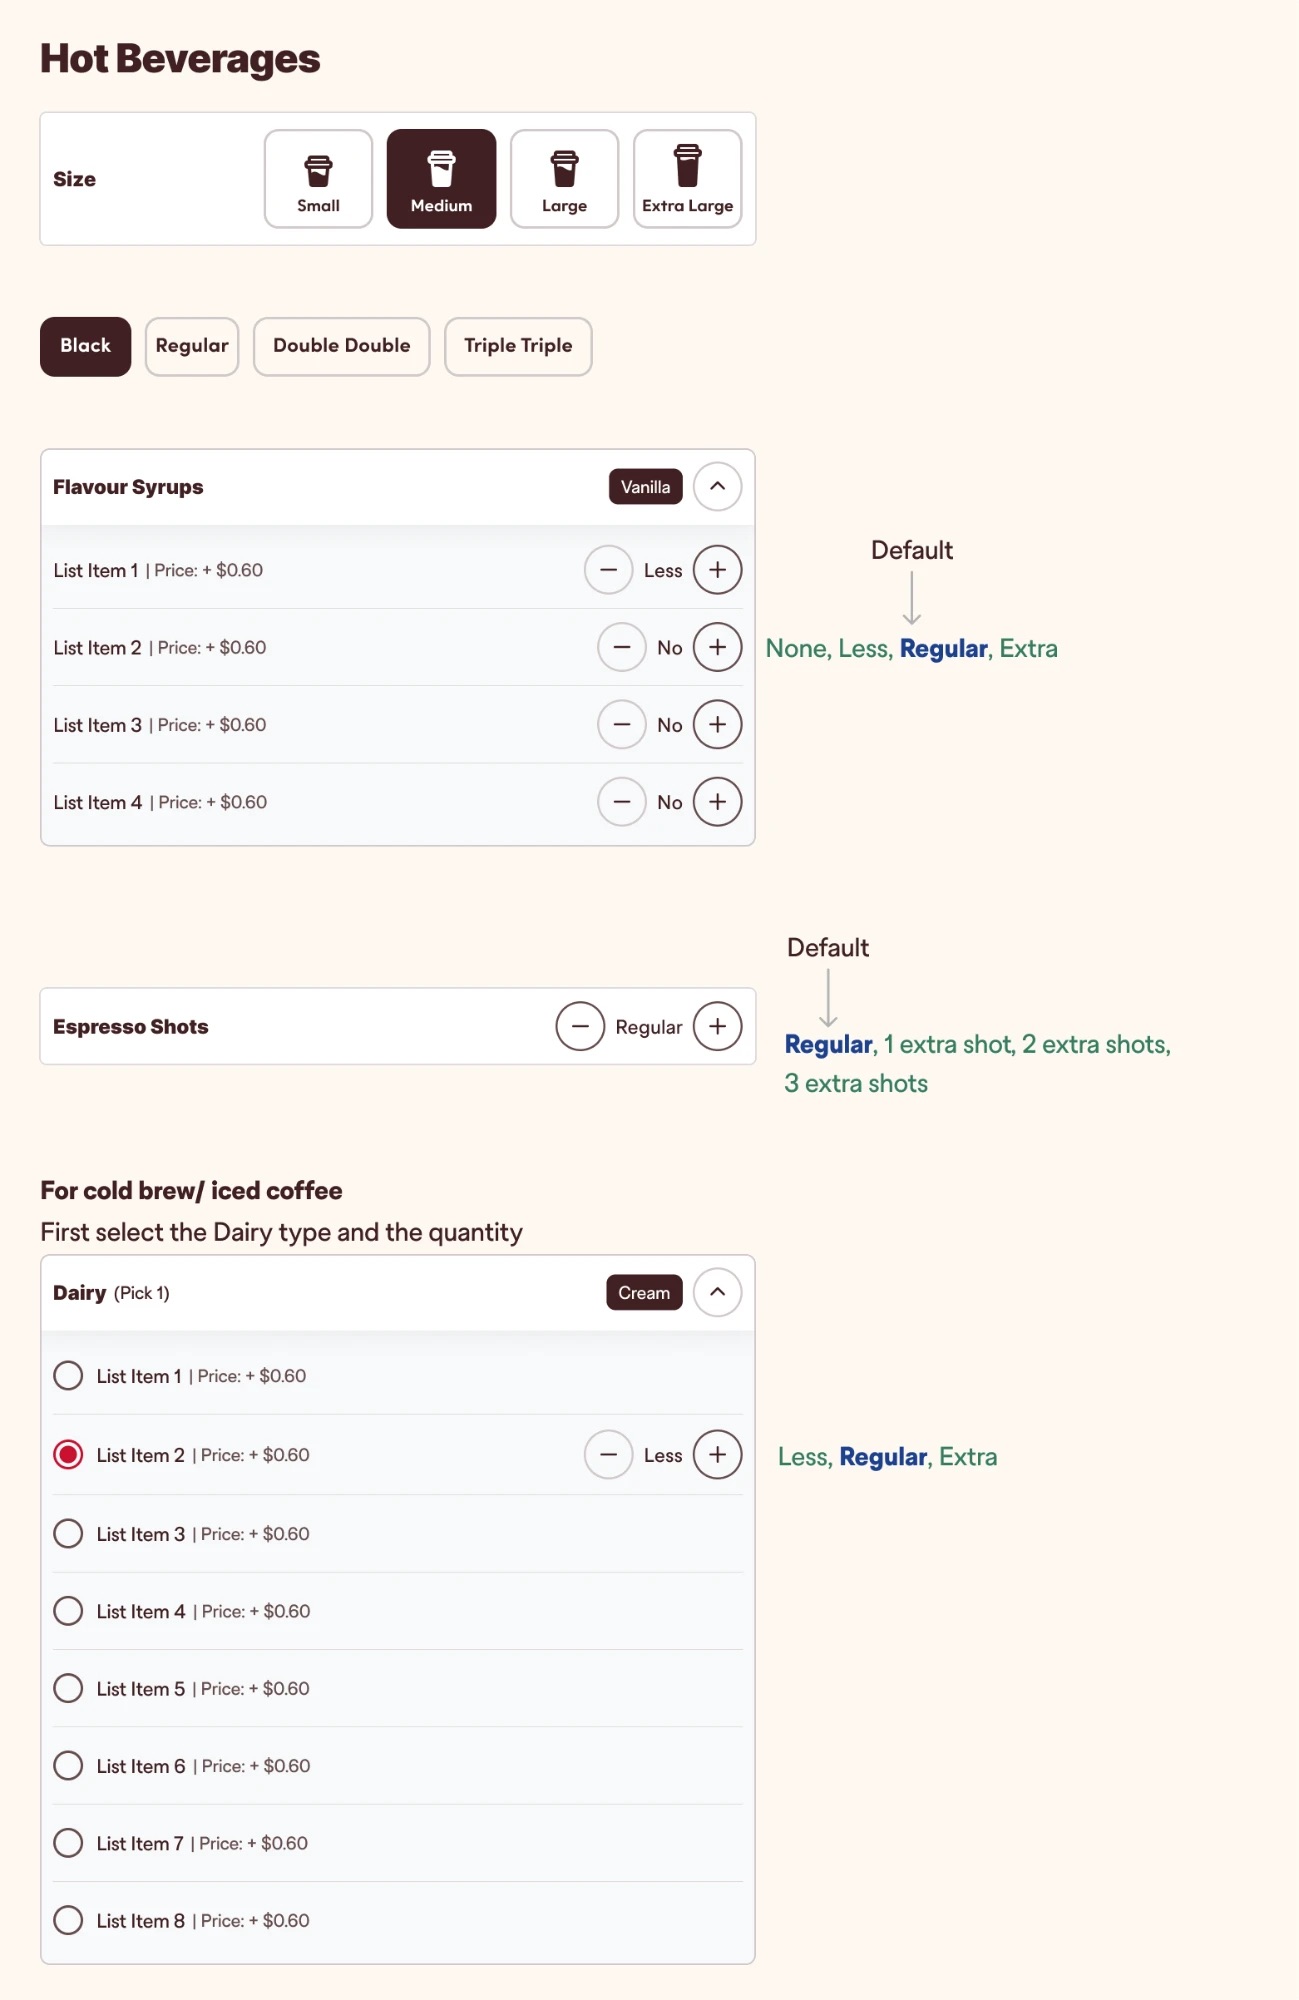 Hot Beverages
Size
Small
Medium
Large
Extra Large
Black
Regular
Double Double
Triple Triple
Flavour Syrups
Vanilla
List Item 1 | Price: + $0.60
Less
List Item 2 | Price: + $0.60
No
List Item 3 | Price: + $0.60
No
List Item 4 | Price: + $0.60
No
Default
None, Less, Regular, Extra
Default
Espresso Shots
Regular
Regular, 1 extra shot, 2 extra shots,
3 extra shots
For cold brew/ iced coffee
First select the Dairy type and the quantity
Dairy (Pick 1)
Cream
List Item 1 | Price: + $0.60
List Item 2 | Price: + $0.60
Less
Less, Regular, Extra
List Item 3 | Price: + $0.60
List Item 4 | Price: + $0.60
List Item 5 | Price: + $0.60
List Item 6 | Price: + $0.60
List Item 7 | Price: + $0.60
List Item 8 | Price: + $0.60